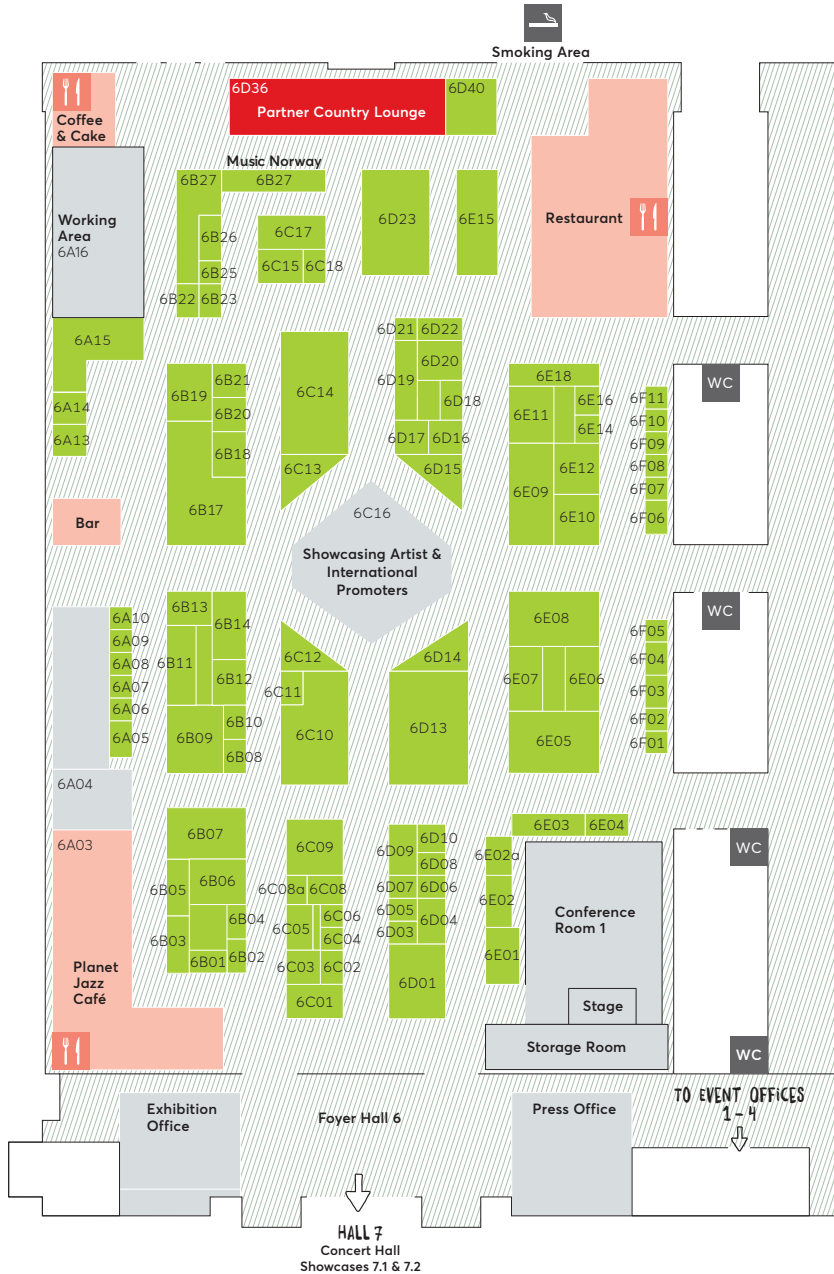 Smoking Area
6D36
Partner Country Lounge
6D40
Coffee
& Cake
Music Norway
6B27
6B27
6D23
6E15
Restaurant
Working
Area
6A16
6B26
6C17
6B25
6C15
6C18
6B22
6B23
6A15
6D21
6D22
6D20
6B19
6B21
6C14
6D19
6E18
WC
6A14
6B20
6D18
6E11
6E16
6F11
6A13
6D17
6D16
6E14
6F10
6F09
6B18
6C13
6D15
6E12
6F08
6E09
6F07
Bar
6B17
6C16
6E10
6F06
Showcasing Artist &
International
Promoters
6A10
6B13
6B14
6E08
WC
6A09
6F05
6A08
6B11
6C12
6D14
6F04
6A07
6B12
6C11
6E07
6E06
6F03
6A06
6B10
6F02
6A05
6B09
6C10
6D13
6E05
6F01
6B08
6A04
6B07
6E03
6E04
6A03
6C09
6D09
6D10
6E02a
WC
6B05
6B06
6D08
6C08a
6C08
6D07
6D06
6E02
Conference
Room 1
6B04
6C05
6C06
6D05
6D04
6B03
6C04
6D03
6B01
6B02
6C03
6C02
6E01
Planet
Jazz
Café
6C01
6D01
Stage
Storage Room
WC
Exhibition
Office
Foyer Hall 6
Press Office
TO EVENT OFFICES
1 – 4
HALL 7
Concert Hall
Showcases 7.1 & 7.2